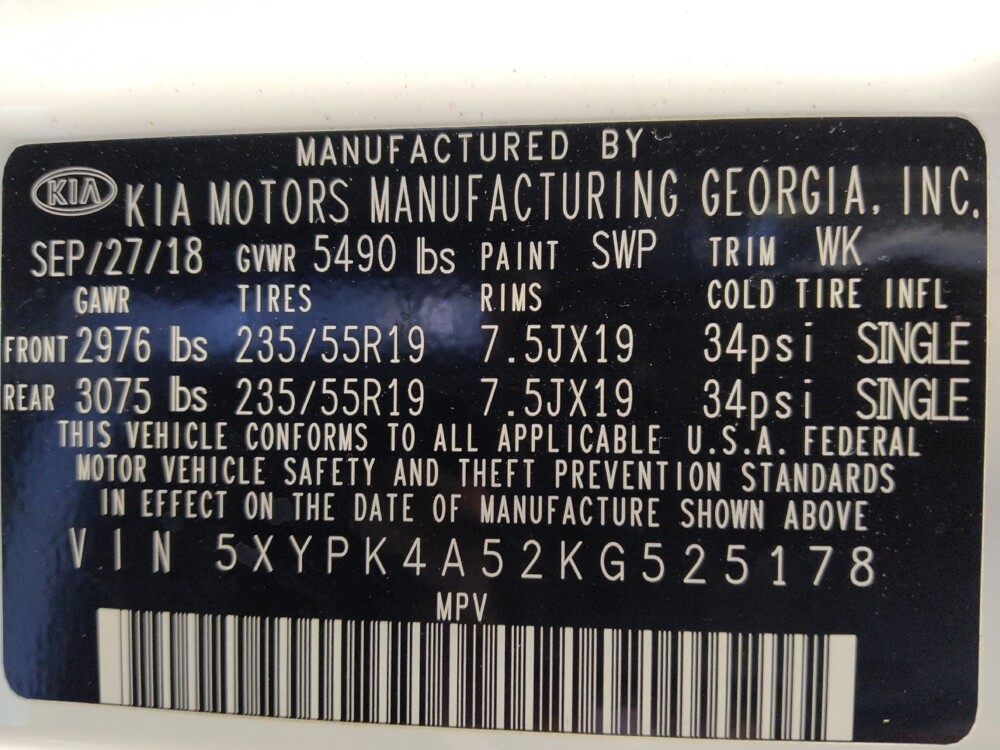 MANUFACTURED BY
KIA KIA MOTORS MANUFACTURING GEORGIA, INC.
SEP/27/18 GVWR 5490 lbs PAINT SWP TRIM WK
GAWR TIRES RIMS COLD TIRE INFL
FRONT 2976 lbs 235/55R19 7.5JX19 34psi SINGLE
REAR 3075 lbs 235/55R19 7.5JX19 34psi SINGLE
THIS VEHICLE CONFORMS TO ALL APPLICABLE U.S.A. FEDERAL
MOTOR VEHICLE SAFETY AND THEFT PREVENTION STANDARDS
IN EFFECT ON THE DATE OF MANUFACTURE SHOWN ABOVE
VIN 5XYPK4A52KG525178
MPV